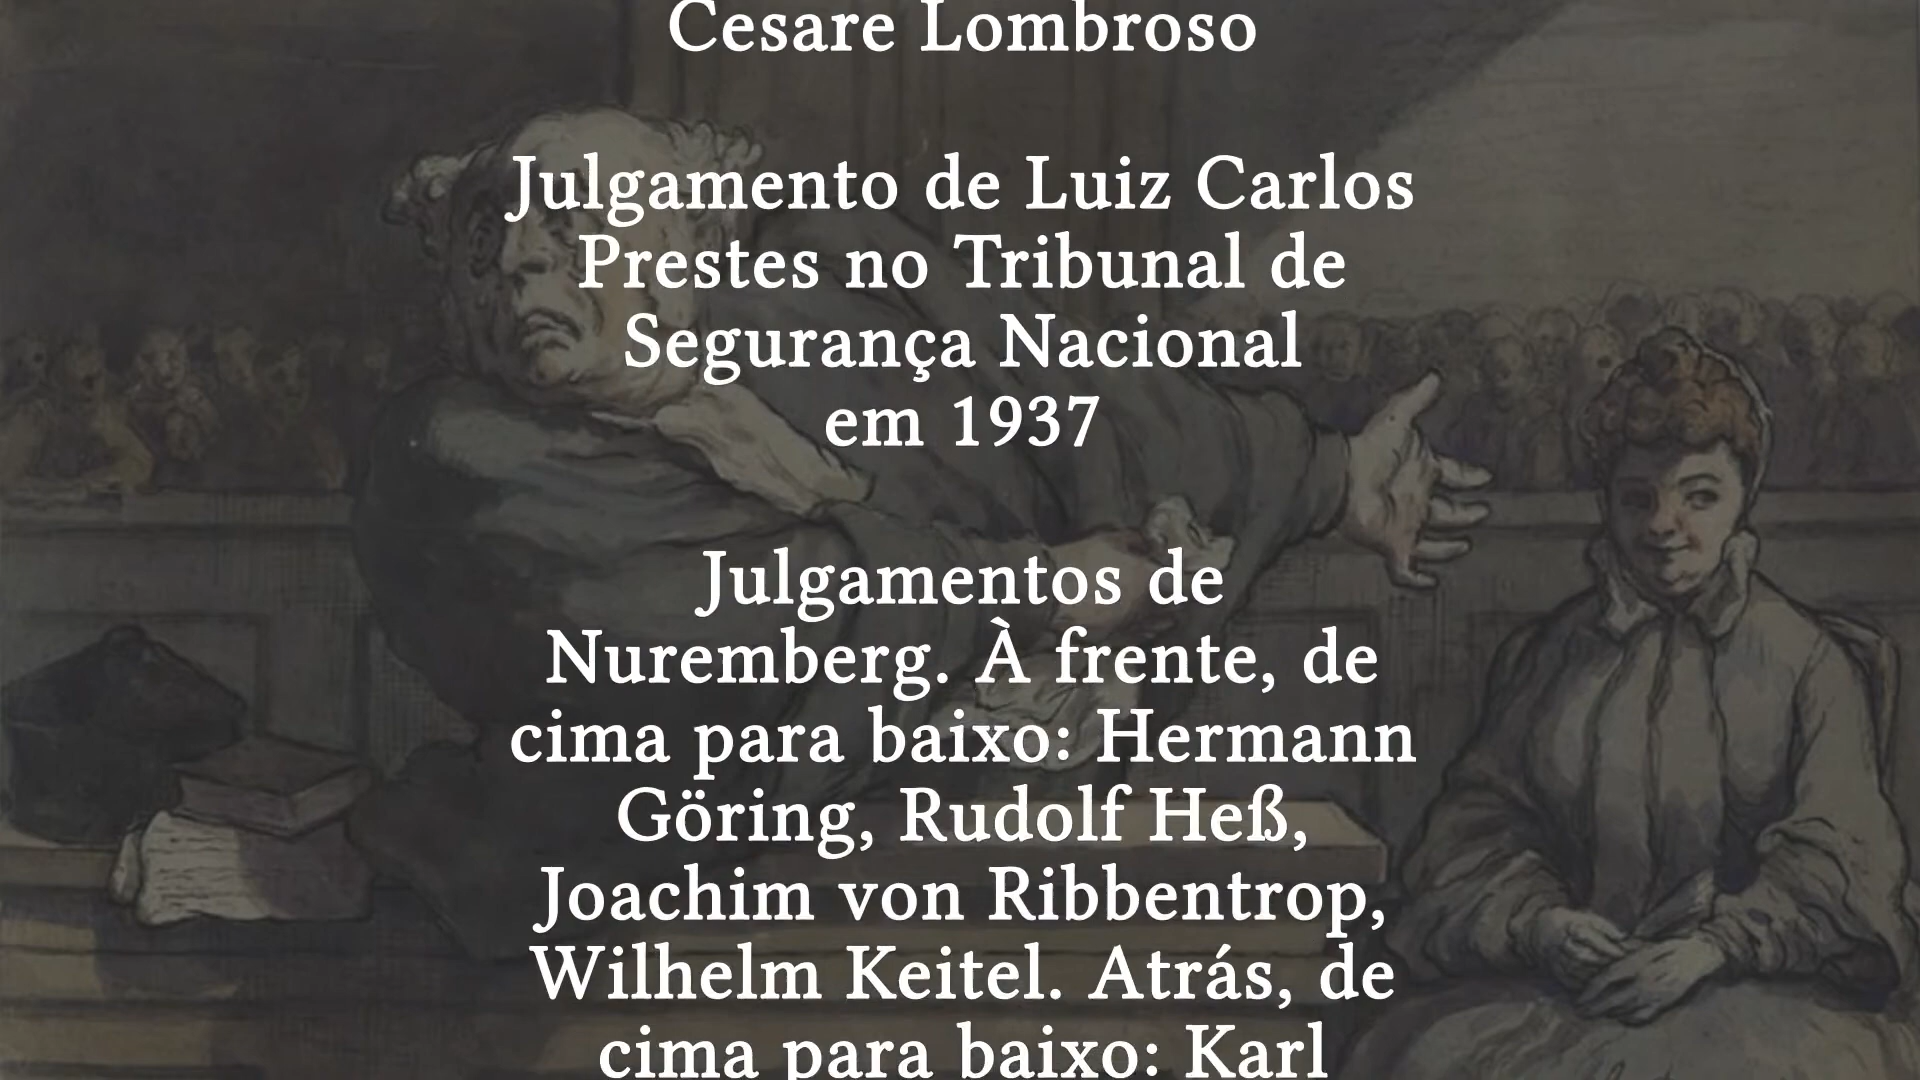 Cesare Lombroso
Julgamento de Luiz Carlos
Prestes no Tribunal de
Segurança Nacional
em 1937
Julgamentos de
Nuremberg. À frente, de
cima para baixo: Hermann
Göring, Rudolf Heß,
Joachim von Ribbentrop,
Wilhelm Keitel. Atrás, de
cima para baixo: Karl